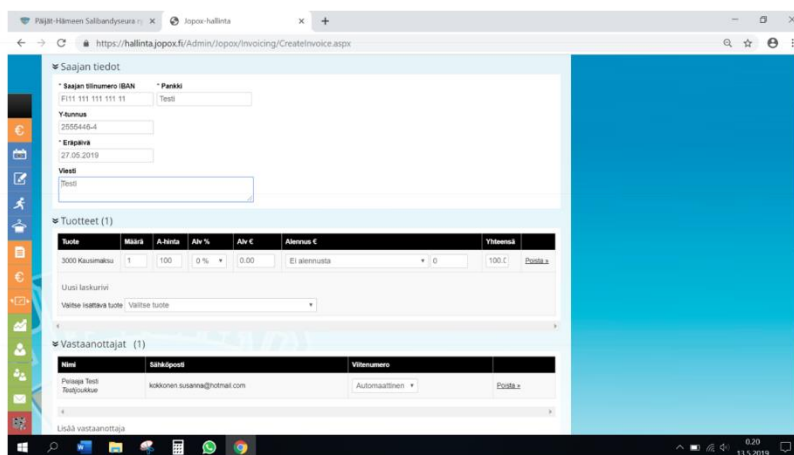 Päijät-Hämeen Salibandyseura ry
Jopox-hallinta
https://hallinta.jopox.fi/Admin/Jopox/Invoicing/CreateInvoice.aspx
Saajan tiedot
* Saajan tilinumero IBAN * Pankki
FI11 111 111 111 11 Testi
Y-tunnus
2555446-4
* Eräpäivä
27.05.2019
Viesti
Testi
Tuotteet (1)
Tuote Määrä A-hinta Alv % Alv € Alennus € Yhteensä
3000 Kausimaksu 1 100 0 % 0.00 Ei alennusta 0 100.0 Poista »
Uusi laskurivi
Valitse lisättävä tuote Valitse tuote
Vastaanottajat (1)
Nimi Sähköposti Viitenumero
Pelaaja Testi
Testijoukkue kokkonen.susanna@hotmail.com Automaattinen Poista »
Lisää vastaanottaja
0.20
13.5.2019